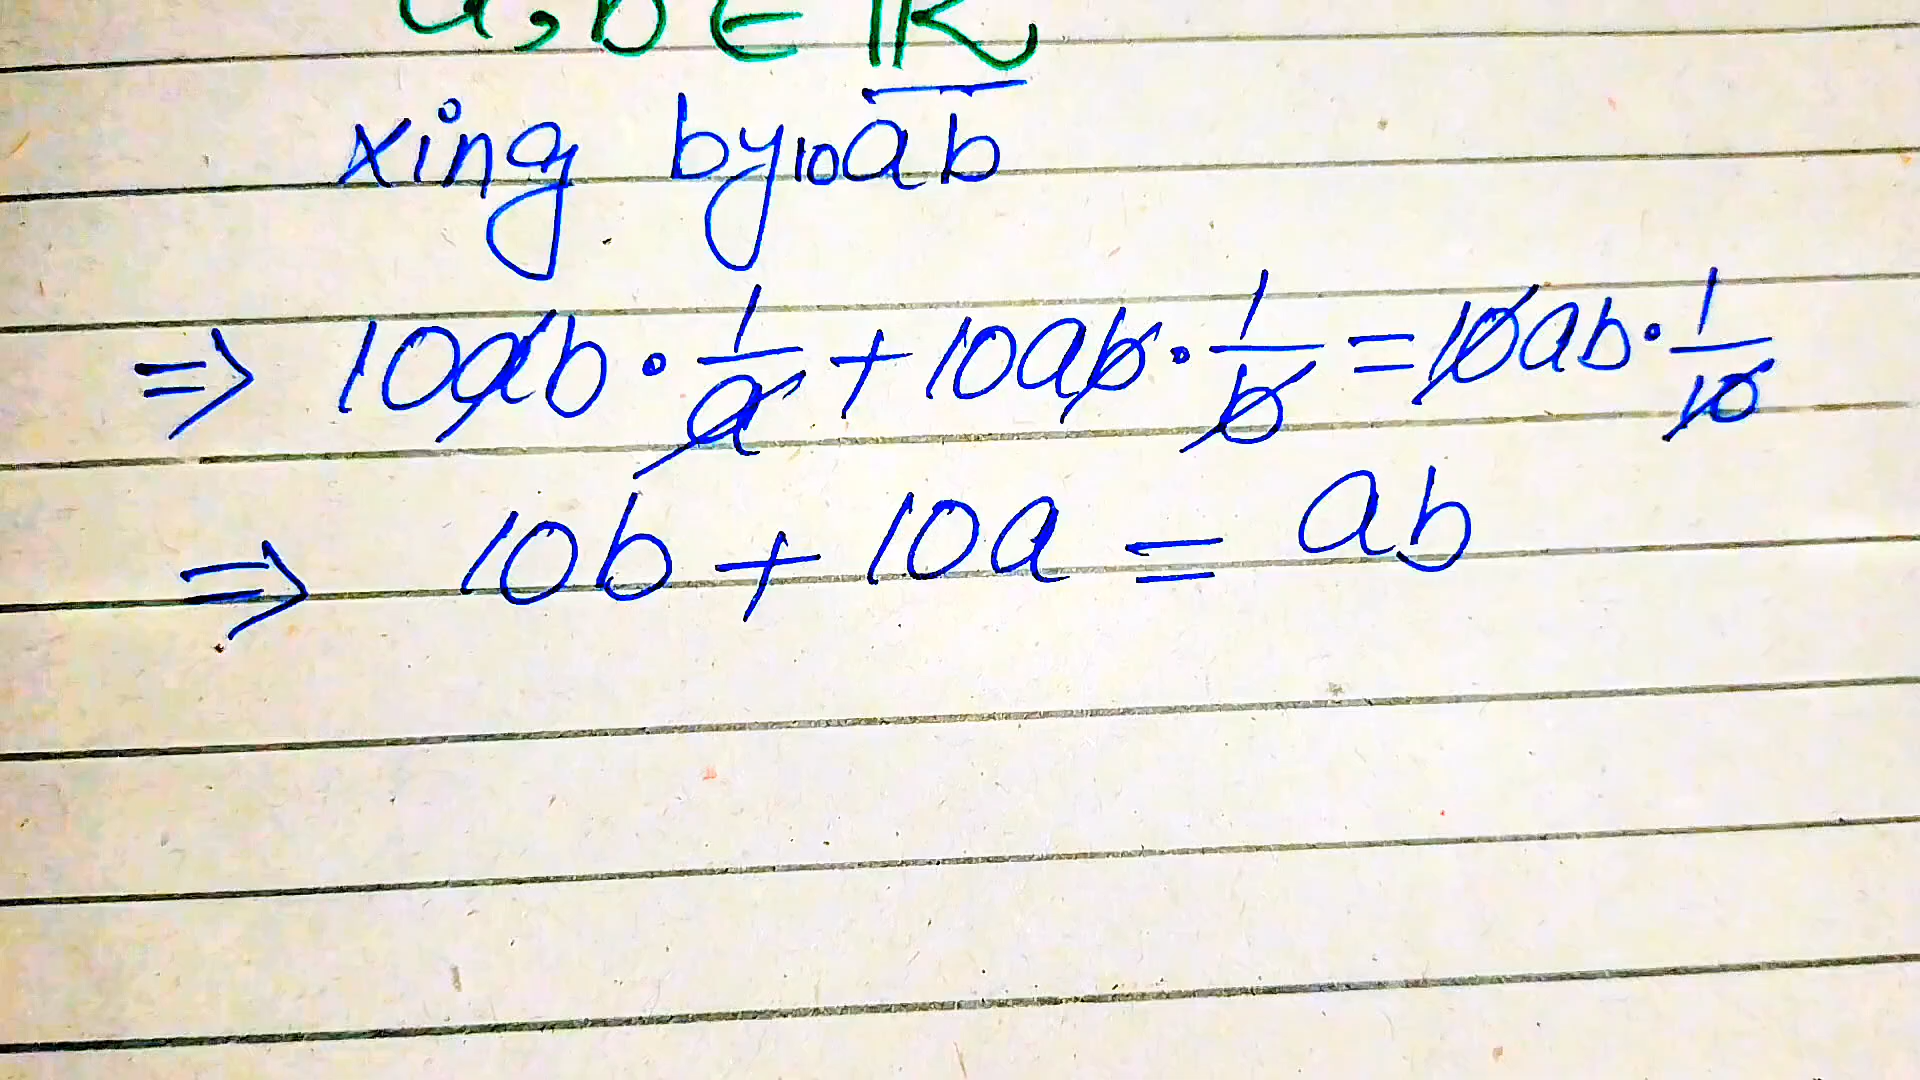 a, b ∈ ℝ
xing by 10ab
⇒ 10ab · 1/a + 10ab · 1/b = 10ab · 1/10
⇒ 10b + 10a = ab